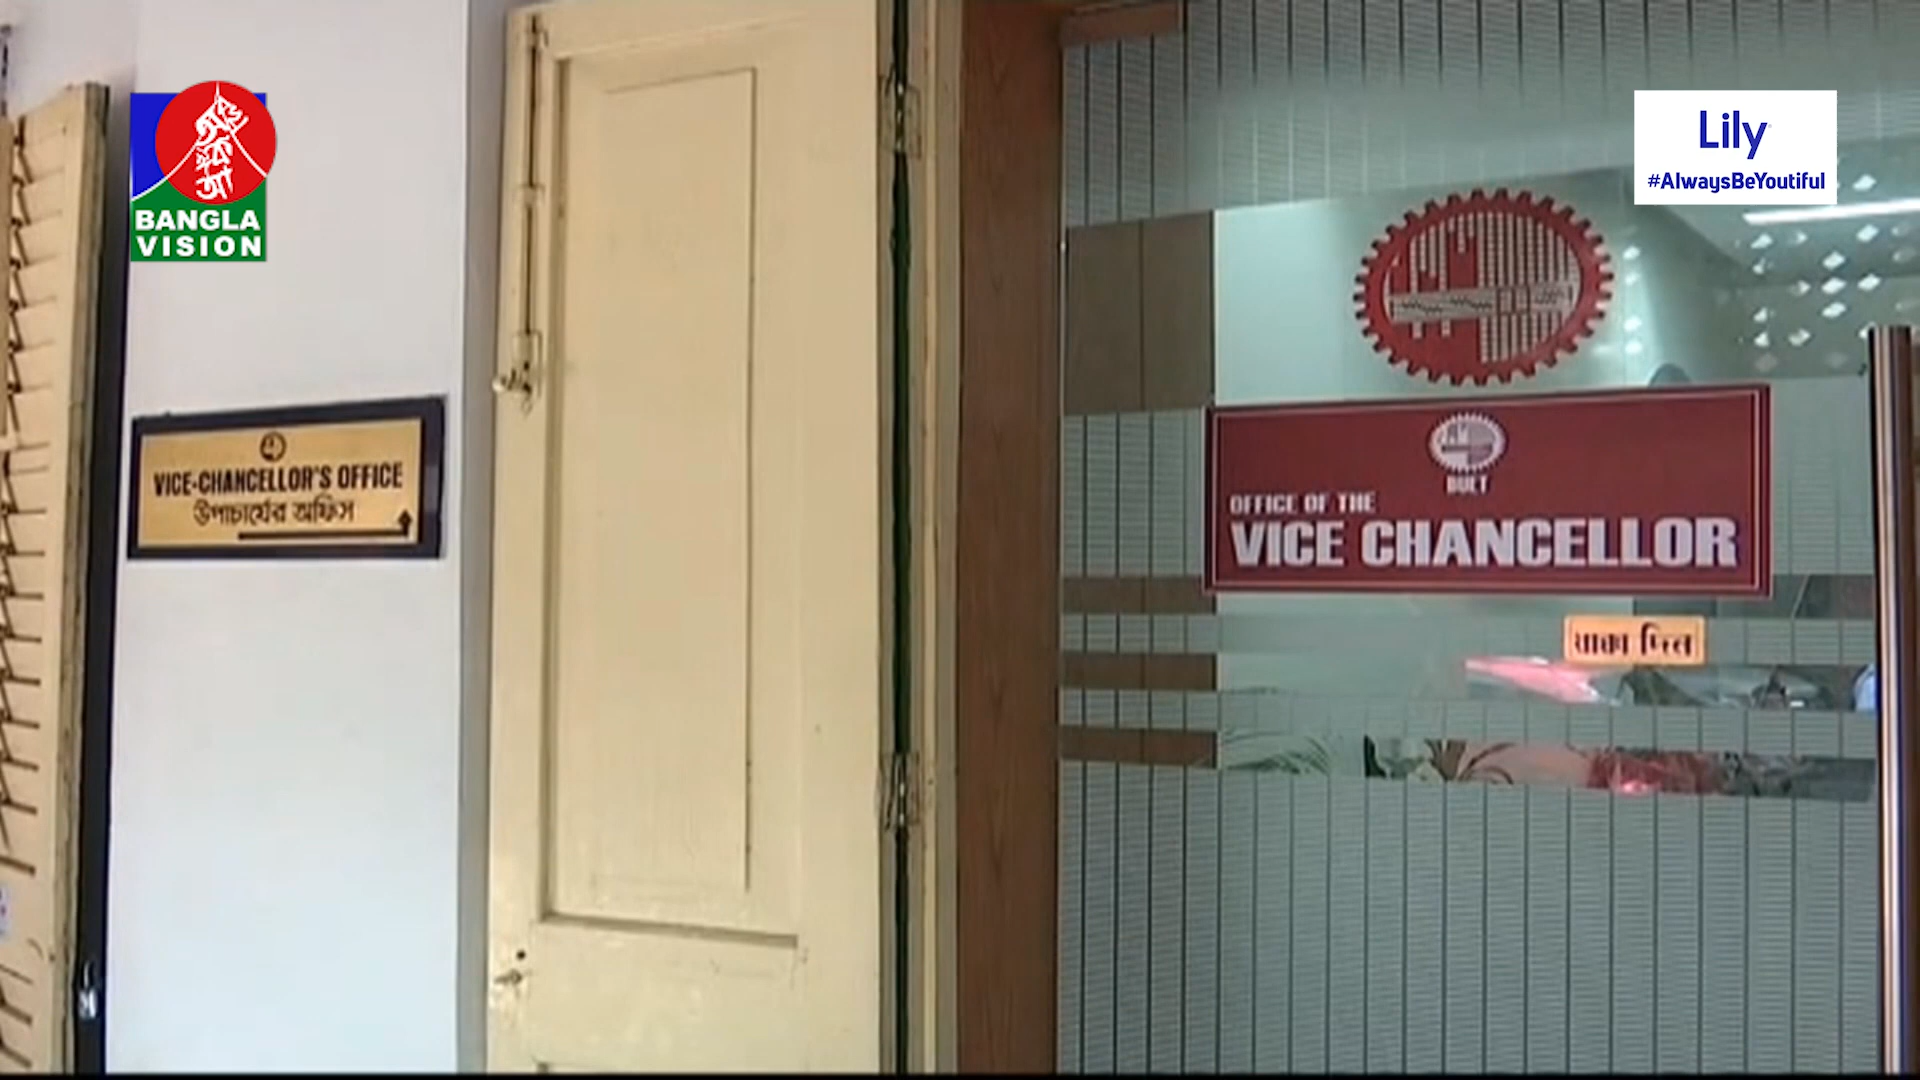 BANGLA
VISION
Lily
#AlwaysBeYoutiful
VICE-CHANCELLOR'S OFFICE
উপাচার্যের অফিস
BUET
OFFICE OF THE
VICE CHANCELLOR
ধাক্কা দিন